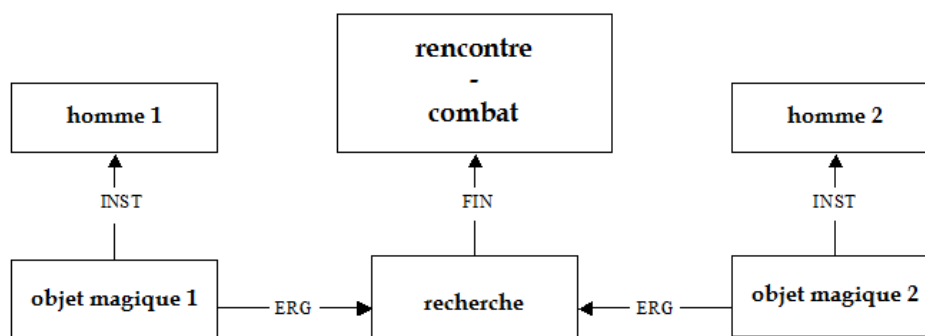 rencontre
-
combat
homme 1
homme 2
INST
FIN
INST
objet magique 1
ERG
recherche
ERG
objet magique 2